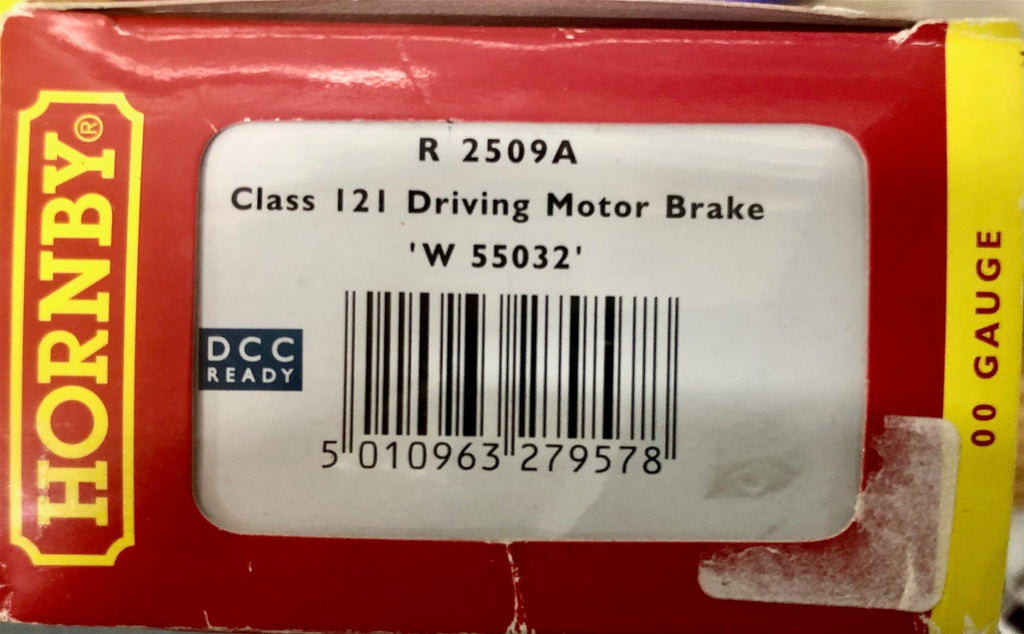 HORNBY®
R 2509A
Class 121 Driving Motor Brake
'W 55032'
DCC
READY
5 010963 279578
00 GAUGE